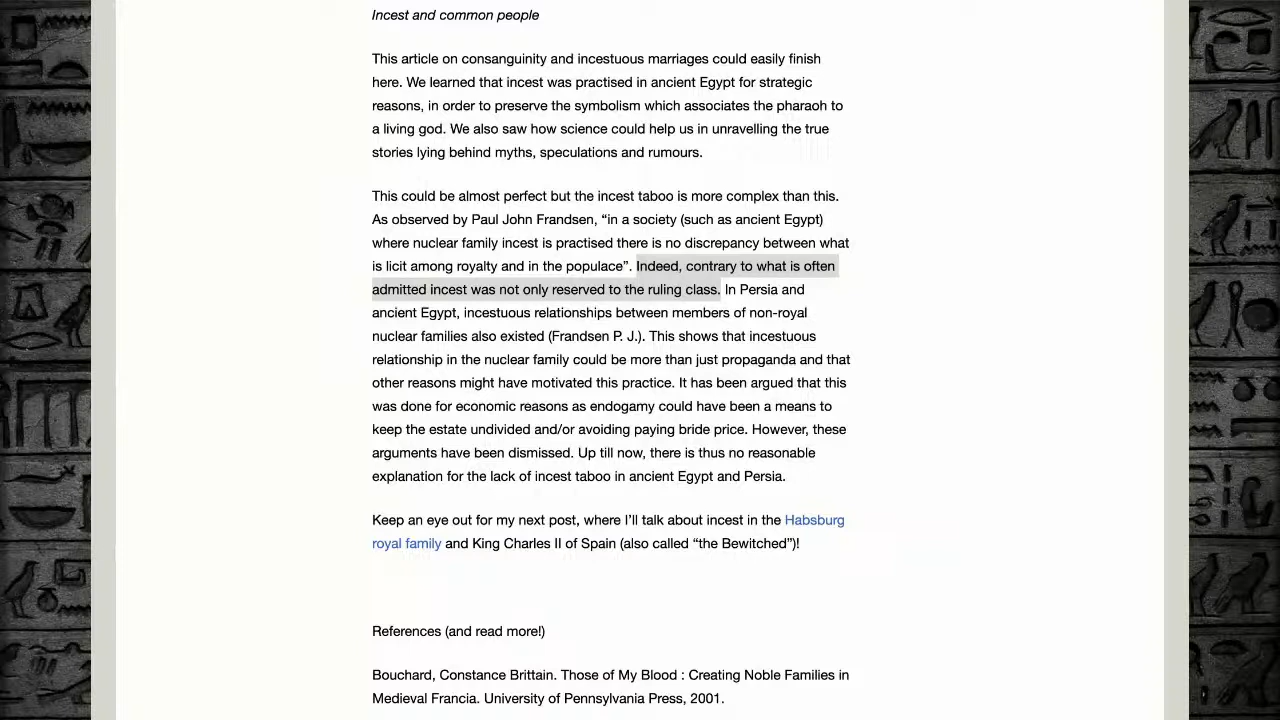 Incest and common people
This article on consanguinity and incestuous marriages could easily finish
here. We learned that incest was practised in ancient Egypt for strategic
reasons, in order to preserve the symbolism which associates the pharaoh to
a living god. We also saw how science could help us in unravelling the true
stories lying behind myths, speculations and rumours.
This could be almost perfect but the incest taboo is more complex than this.
As observed by Paul John Frandsen, “in a society (such as ancient Egypt)
where nuclear family incest is practised there is no discrepancy between what
is licit among royalty and in the populace”. Indeed, contrary to what is often
admitted incest was not only reserved to the ruling class. In Persia and
ancient Egypt, incestuous relationships between members of non-royal
nuclear families also existed (Frandsen P. J.). This shows that incestuous
relationship in the nuclear family could be more than just propaganda and that
other reasons might have motivated this practice. It has been argued that this
was done for economic reasons as endogamy could have been a means to
keep the estate undivided and/or avoiding paying bride price. However, these
arguments have been dismissed. Up till now, there is thus no reasonable
explanation for the lack of incest taboo in ancient Egypt and Persia.
Keep an eye out for my next post, where I’ll talk about incest in the Habsburg
royal family and King Charles II of Spain (also called “the Bewitched”)!
References (and read more!)
Bouchard, Constance Brittain. Those of My Blood : Creating Noble Families in
Medieval Francia. University of Pennsylvania Press, 2001.